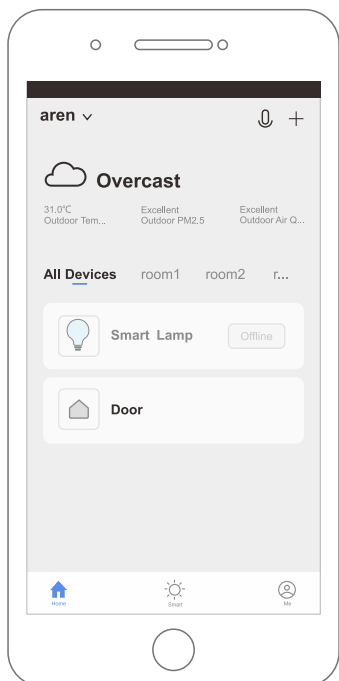 aren
Overcast
31.0°C Excellent Excellent
Outdoor Tem... Outdoor PM2.5 Outdoor Air Q...
All Devices room1 room2 r...
Smart Lamp Offline
Door
Home Smart Me